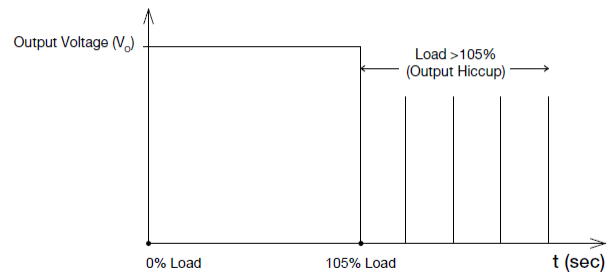 Output Voltage (Vo)
Load >105%
(Output Hiccup)
0% Load
105% Load
t (sec)